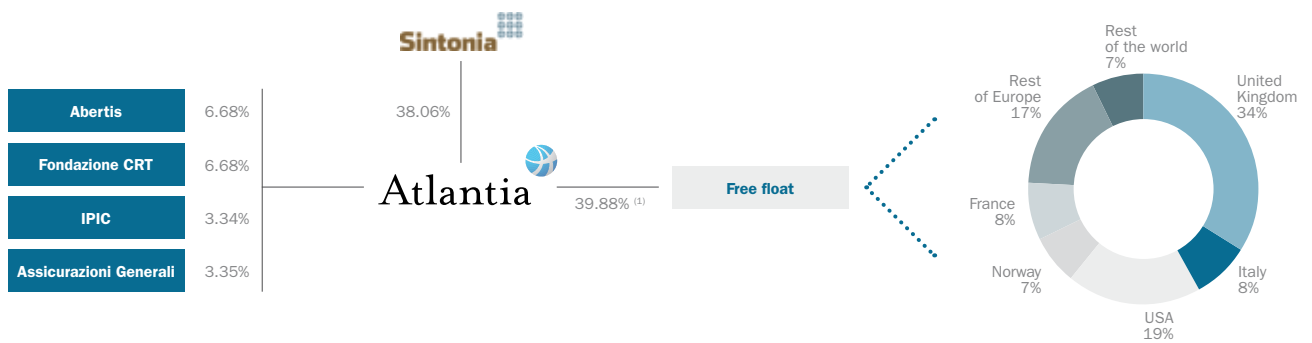 Sintonia
Abertis
6.68%
Fondazione CRT
6.68%
IPIC
3.34%
Assicurazioni Generali
3.35%
38.06%
Atlantia
39.88% (1)
Free float
Rest
of the world
7%
United
Kingdom
34%
Italy
8%
USA
19%
Norway
7%
France
8%
Rest
of Europe
17%